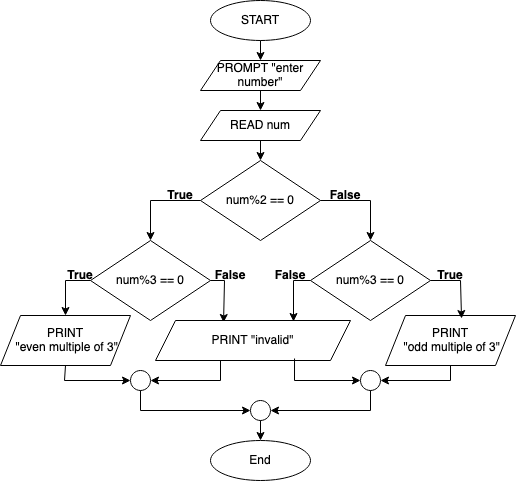 START
PROMPT "enter
number"
READ num
num%2 == 0
True
False
num%3 == 0
True
False
num%3 == 0
False
True
PRINT
"even multiple of 3"
PRINT "invalid"
PRINT
"odd multiple of 3"
End